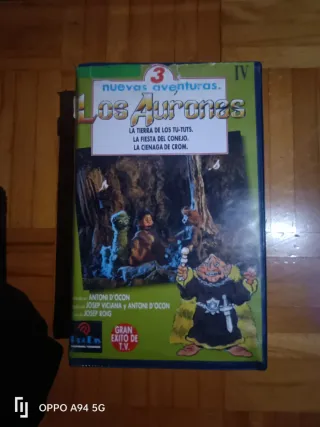 3
IV
nuevas aventuras.
Los Aurones
LA TIERRA DE LOS TU-TUTS.
LA FIESTA DEL CONEJO.
LA CIENAGA DE CROM.
ANTONI D'OCON
JOSEP VICIANA y ANTONI D'OCON
JOSEP ROIG
GRAN
EXITO DE
T.V.
OPPO A94 5G